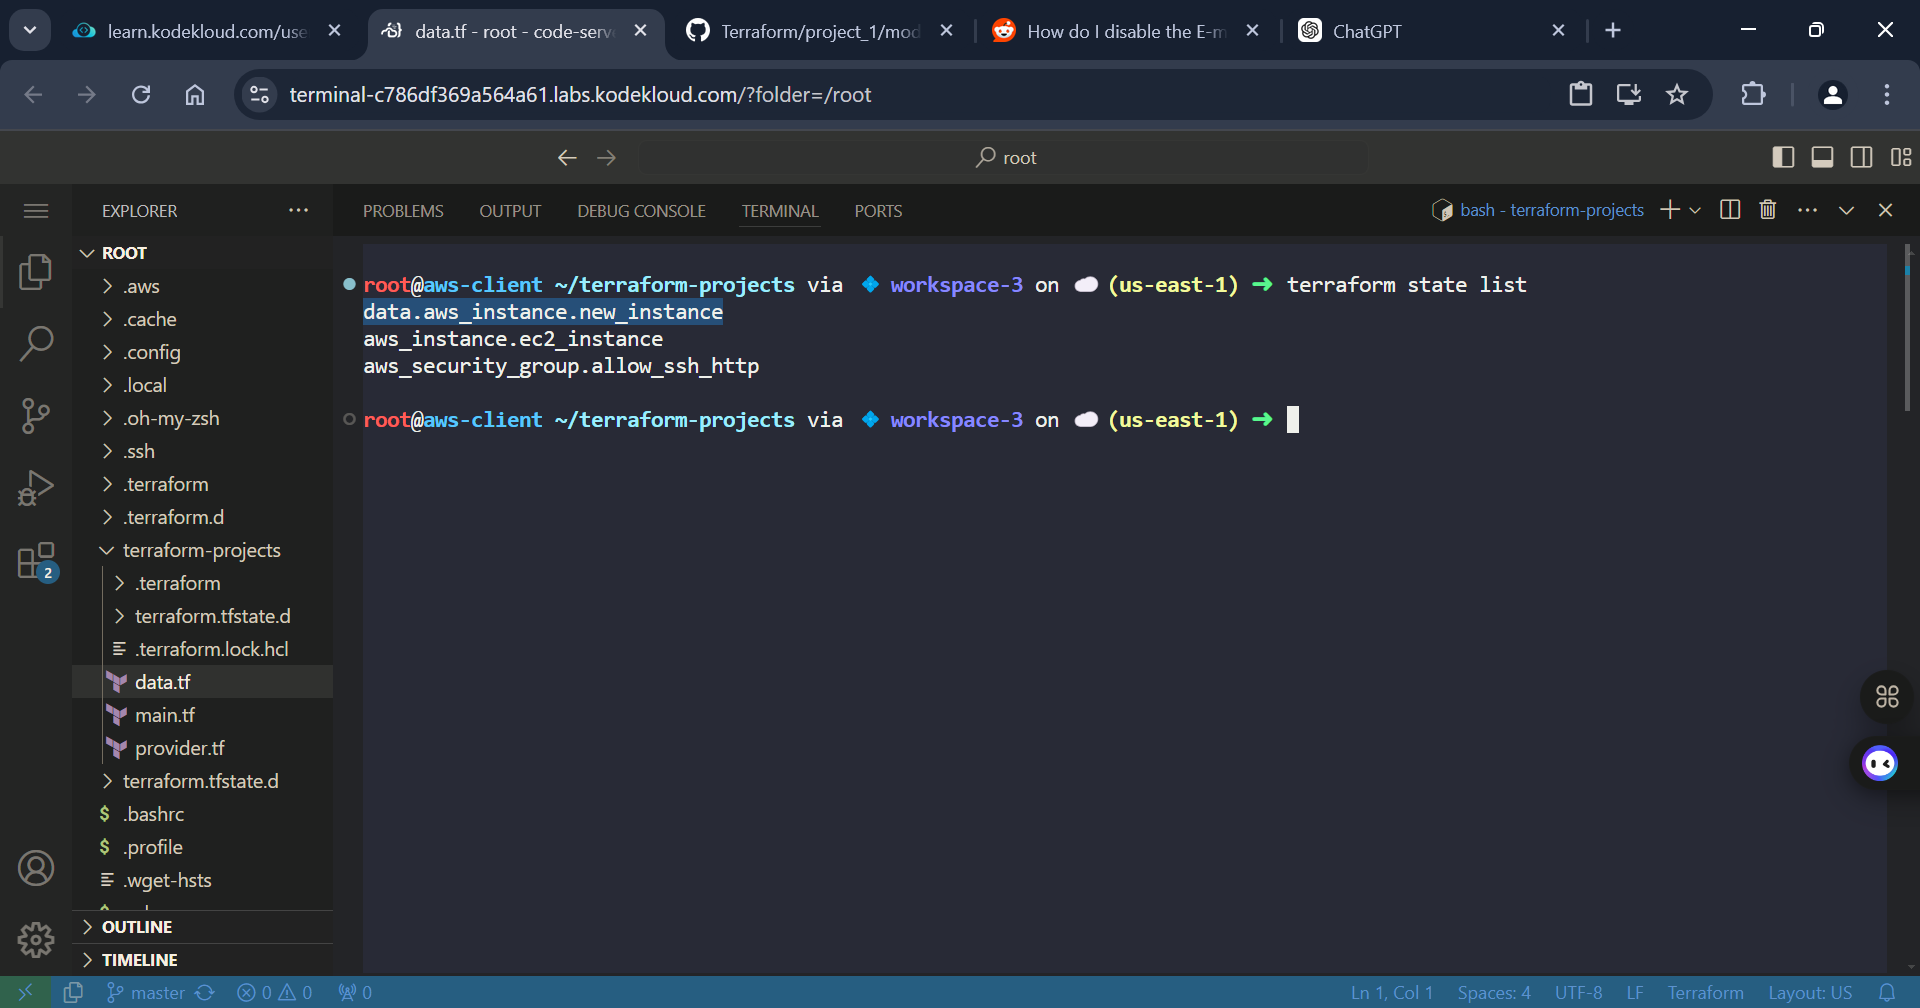 learn.kodekloud.com/use
data.tf - root - code-serv
Terraform/project_1/mod
How do I disable the E-m
ChatGPT
terminal-c786df369a564a61.labs.kodekloud.com/?folder=/root
root
EXPLORER
PROBLEMS
OUTPUT
DEBUG CONSOLE
TERMINAL
PORTS
bash - terraform-projects
ROOT
.aws
.cache
.config
.local
.oh-my-zsh
.ssh
.terraform
.terraform.d
terraform-projects
.terraform
terraform.tfstate.d
.terraform.lock.hcl
data.tf
main.tf
provider.tf
terraform.tfstate.d
$ .bashrc
$ .profile
.wget-hsts
OUTLINE
TIMELINE
2
root@aws-client ~/terraform-projects via workspace-3 on (us-east-1) ➜ terraform state list
data.aws_instance.new_instance
aws_instance.ec2_instance
aws_security_group.allow_ssh_http
root@aws-client ~/terraform-projects via workspace-3 on (us-east-1) ➜
master
0
0
0
Ln 1, Col 1
Spaces: 4
UTF-8
LF
Terraform
Layout: US